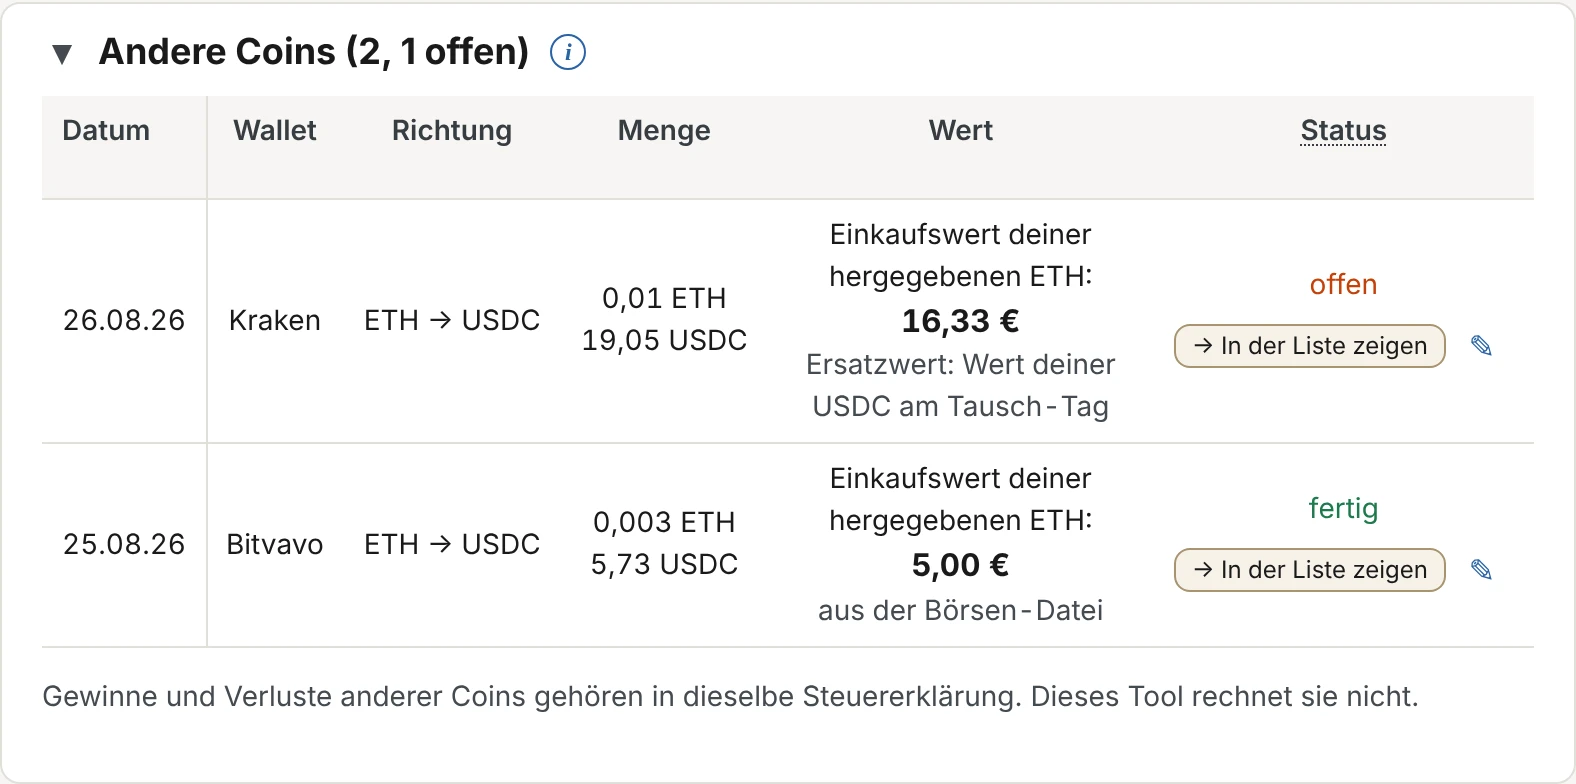 ▼ Andere Coins (2, 1 offen) i
Datum Wallet Richtung Menge Wert Status
26.08.26 Kraken ETH → USDC
0,01 ETH
19,05 USDC
Einkaufswert deiner
hergegebenen ETH:
16,33 €
Ersatzwert: Wert deiner
USDC am Tausch-Tag
offen
→ In der Liste zeigen ✎
25.08.26 Bitvavo ETH → USDC
0,003 ETH
5,73 USDC
Einkaufswert deiner
hergegebenen ETH:
5,00 €
aus der Börsen-Datei
fertig
→ In der Liste zeigen ✎
Gewinne und Verluste anderer Coins gehören in dieselbe Steuererklärung. Dieses Tool rechnet sie nicht.